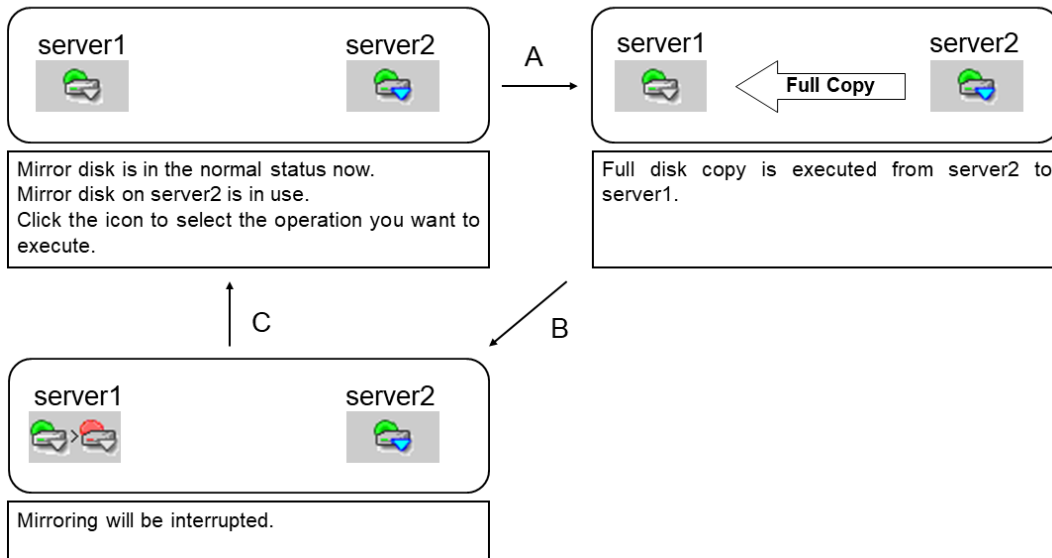 server1
server2
A
server1
server2
Full Copy
Mirror disk is in the normal status now.
Mirror disk on server2 is in use.
Click the icon to select the operation you want to
execute.
Full disk copy is executed from server2 to
server1.
C
B
server1
>
server2
Mirroring will be interrupted.